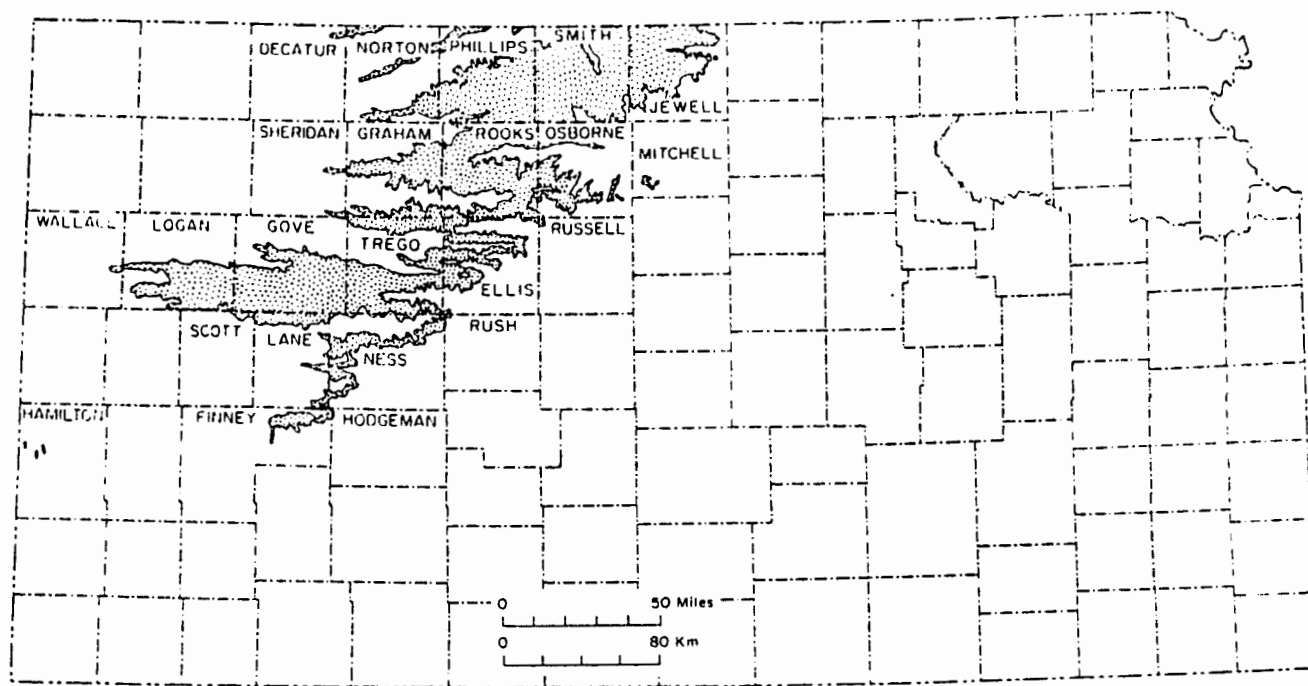 DECATUR NORTON PHILLIPS SMITH
JEWELL
SHERIDAN GRAHAM ROOKS OSBORNE
MITCHELL
WALLACE LOGAN GOVE TREGO RUSSELL
ELLIS
SCOTT LANE NESS RUSH
HAMILTON FINNEY HODGEMAN
0 50 Miles
0 80 Km